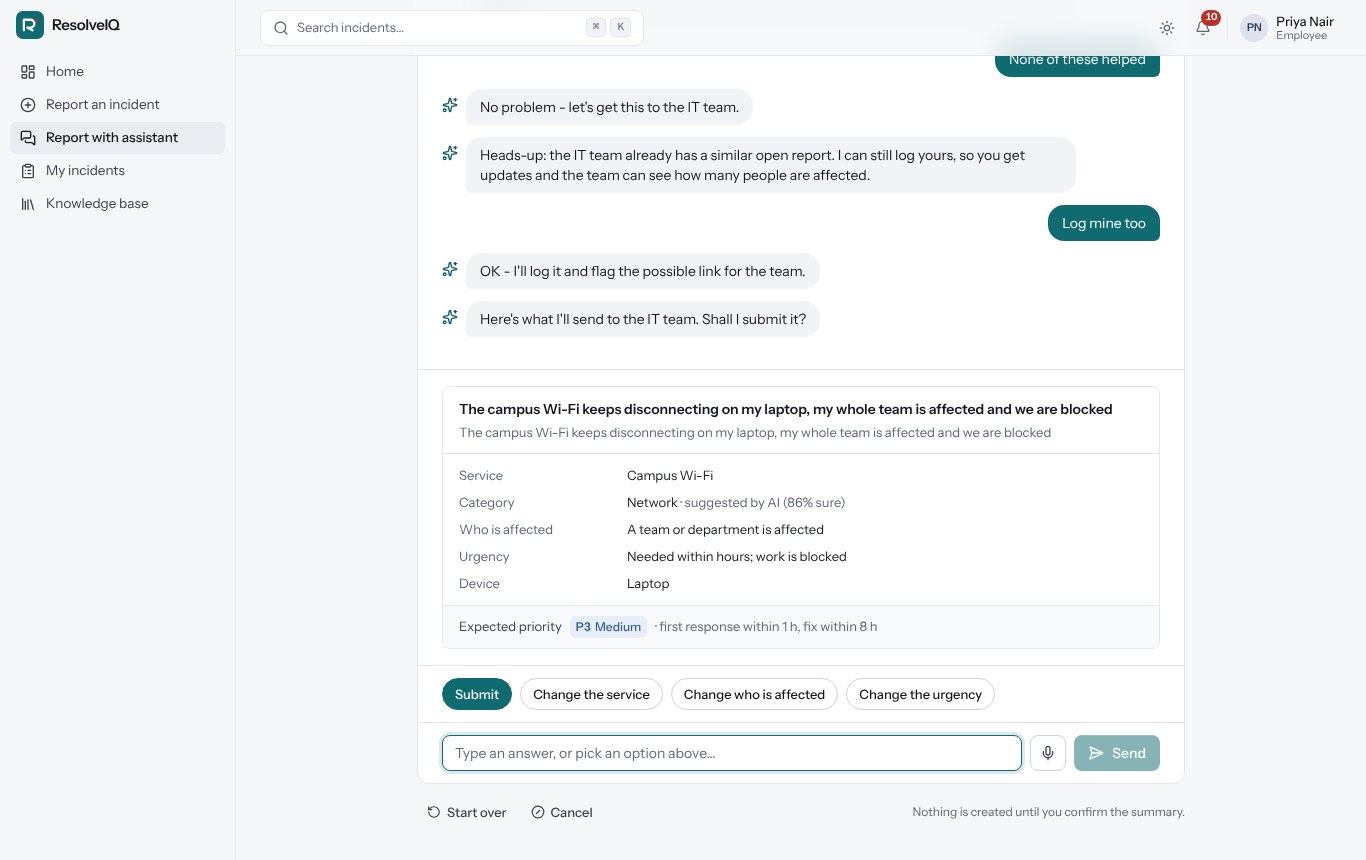 ResolveIQ
Search incidents...
⌘ K
10
PN
Priya Nair
Employee
Home
Report an incident
Report with assistant
My incidents
Knowledge base
None of these helped
No problem - let's get this to the IT team.
Heads-up: the IT team already has a similar open report. I can still log yours, so you get
updates and the team can see how many people are affected.
Log mine too
OK - I'll log it and flag the possible link for the team.
Here's what I'll send to the IT team. Shall I submit it?
The campus Wi-Fi keeps disconnecting on my laptop, my whole team is affected and we are blocked
The campus Wi-Fi keeps disconnecting on my laptop, my whole team is affected and we are blocked
Service Campus Wi-Fi
Category Network · suggested by AI (86% sure)
Who is affected A team or department is affected
Urgency Needed within hours; work is blocked
Device Laptop
Expected priority P3 Medium · first response within 1 h, fix within 8 h
Submit Change the service Change who is affected Change the urgency
Type an answer, or pick an option above...
Send
Start over Cancel Nothing is created until you confirm the summary.